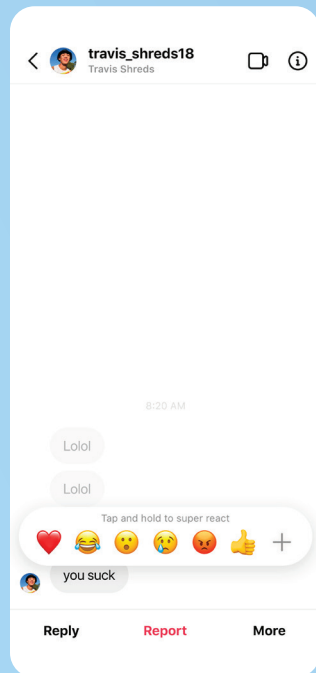 travis_shreds18
Travis Shreds
8:20 AM
Lolol
Lolol
Tap and hold to super react
you suck
Reply Report More